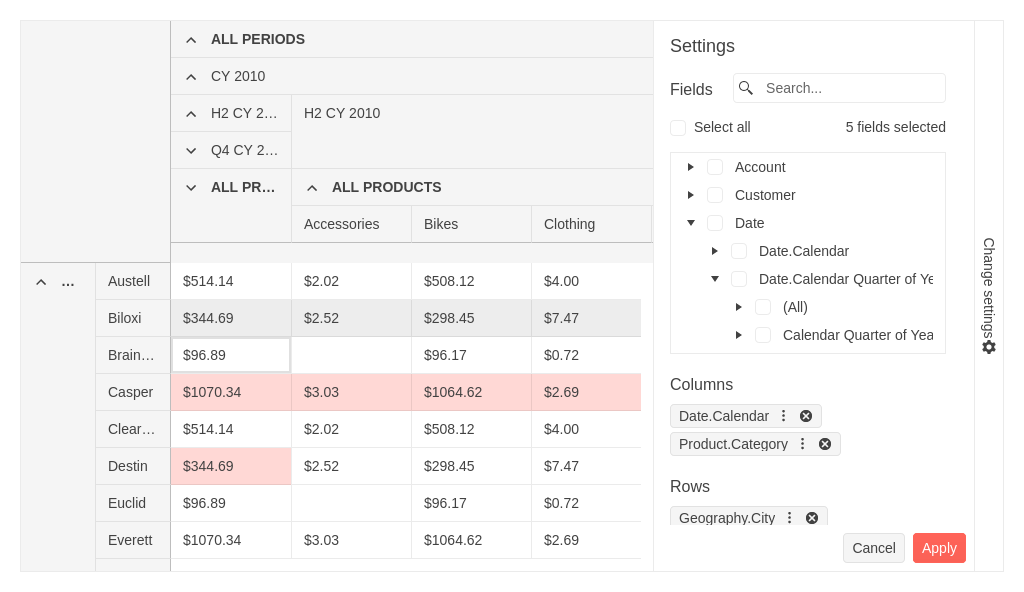 ALL PERIODS
CY 2010
H2 CY 2… H2 CY 2010
Q4 CY 2…
ALL PR… ALL PRODUCTS
Accessories Bikes Clothing
… Austell $514.14 $2.02 $508.12 $4.00
Biloxi $344.69 $2.52 $298.45 $7.47
Brain… $96.89 $96.17 $0.72
Casper $1070.34 $3.03 $1064.62 $2.69
Clear… $514.14 $2.02 $508.12 $4.00
Destin $344.69 $2.52 $298.45 $7.47
Euclid $96.89 $96.17 $0.72
Everett $1070.34 $3.03 $1064.62 $2.69
Settings
Fields Search...
Select all 5 fields selected
Account
Customer
Date
Date.Calendar
Date.Calendar Quarter of Ye
(All)
Calendar Quarter of Yea
Columns
Date.Calendar
Product.Category
Rows
Geography.City
Cancel Apply
Change settings